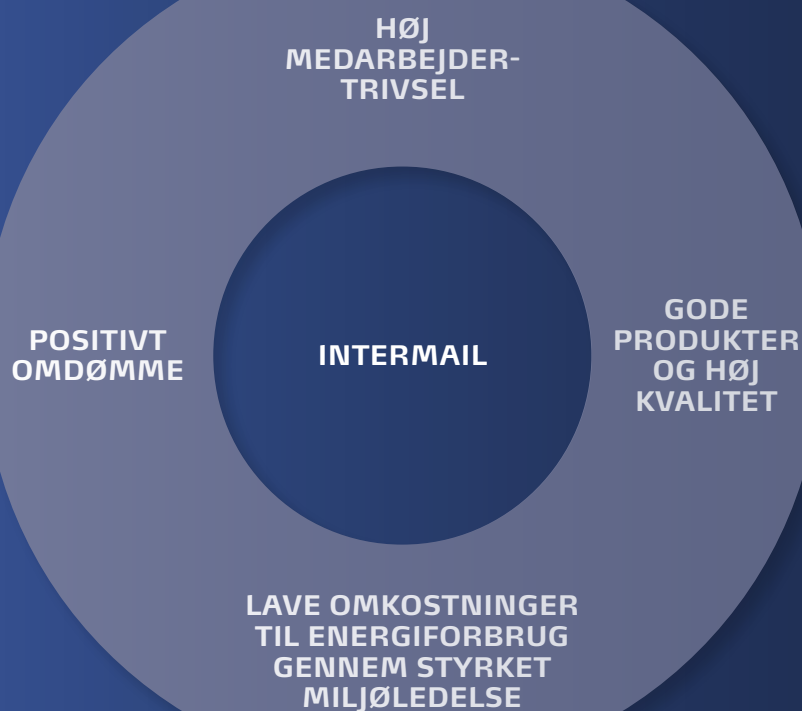 HØJ
MEDARBEJDER-
TRIVSEL
POSITIVT
OMDØMME
INTERMAIL
GODE
PRODUKTER
OG HØJ
KVALITET
LAVE OMKOSTNINGER
TIL ENERGIFORBRUG
GENNEM STYRKET
MILJØLEDELSE